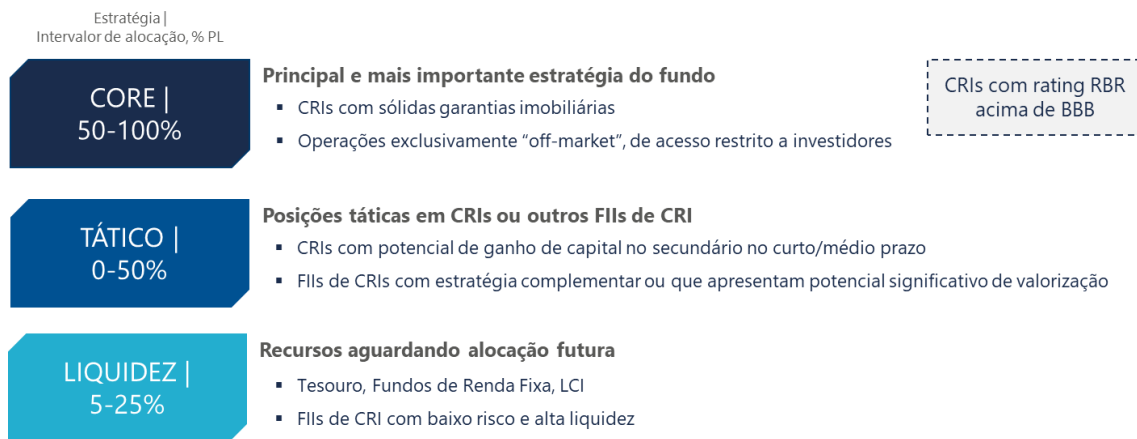 Estratégia |
Intervalor de alocação, % PL
CORE |
50-100%
Principal e mais importante estratégia do fundo
▪ CRIs com sólidas garantias imobiliárias
▪ Operações exclusivamente “off-market”, de acesso restrito a investidores
CRIs com rating RBR
acima de BBB
TÁTICO |
0-50%
Posições táticas em CRIs ou outros FIIs de CRI
▪ CRIs com potencial de ganho de capital no secundário no curto/médio prazo
▪ FIIs de CRIs com estratégia complementar ou que apresentam potencial significativo de valorização
LIQUIDEZ |
5-25%
Recursos aguardando alocação futura
▪ Tesouro, Fundos de Renda Fixa, LCI
▪ FIIs de CRI com baixo risco e alta liquidez